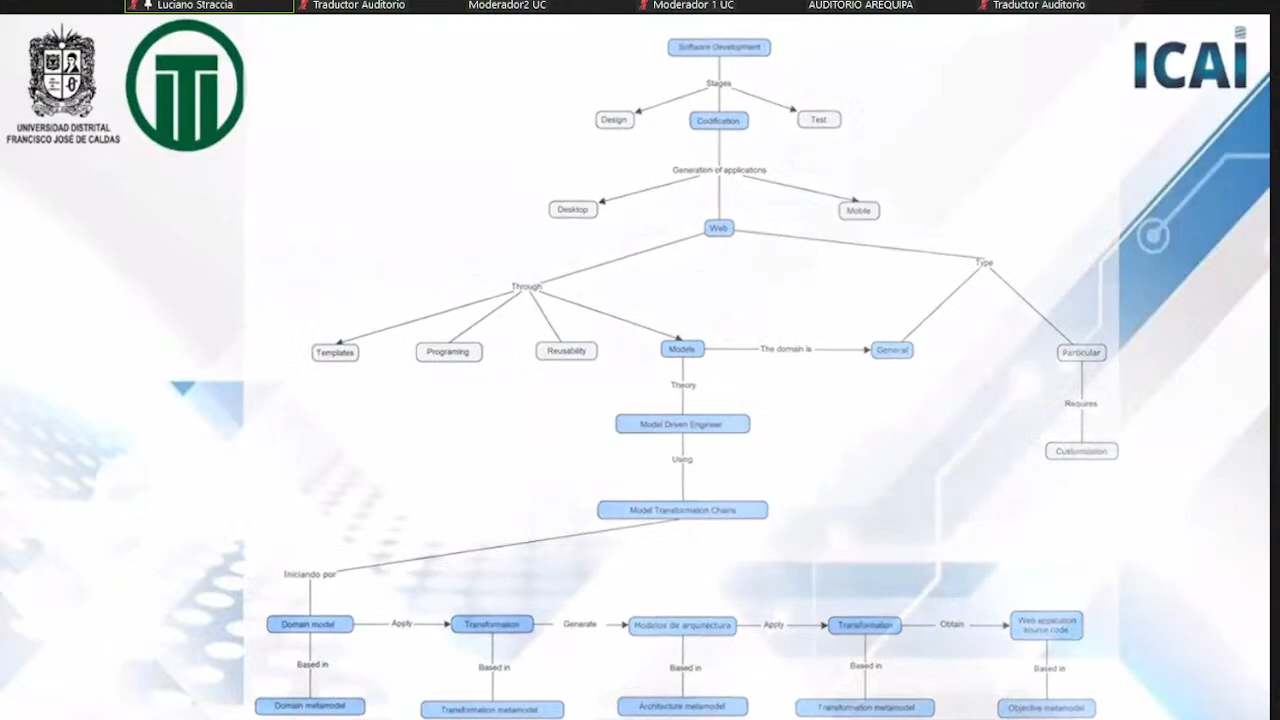 Luciano Straccia
Traductor Auditorio
Moderador2 UC
Moderador 1 UC
AUDITORIO AREQUIPA
Traductor Auditorio
UNIVERSIDAD DISTRITAL
FRANCISCO JOSÉ DE CALDAS
ICAI
Software Development
Stages
Design
Codification
Test
Generation of applications
Desktop
Mobile
Web
Type
Through
Templates
Programing
Reusability
Models
The domain is
General
Particular
Theory
Requires
Model Driven Engineer
Customization
Using
Model Transformation Chains
Iniciando por
Domain model
Apply
Transformation
Generate
Modelos de arquitectura
Apply
Transformation
Obtain
Web application
source code
Based in
Based in
Based in
Based in
Based in
Domain metamodel
Transformation metamodel
Architecture metamodel
Transformation metamodel
Objective metamodel